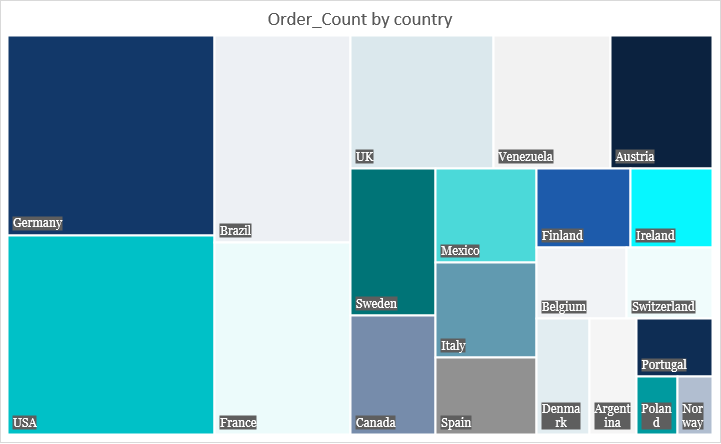 Order_Count by country
Germany
Brazil
UK
Venezuela
Austria
Sweden
Mexico
Finland
Ireland
Italy
Belgium
Switzerland
USA
France
Canada
Spain
Denma
rk
Argent
ina
Portugal
Polan
d
Nor
way